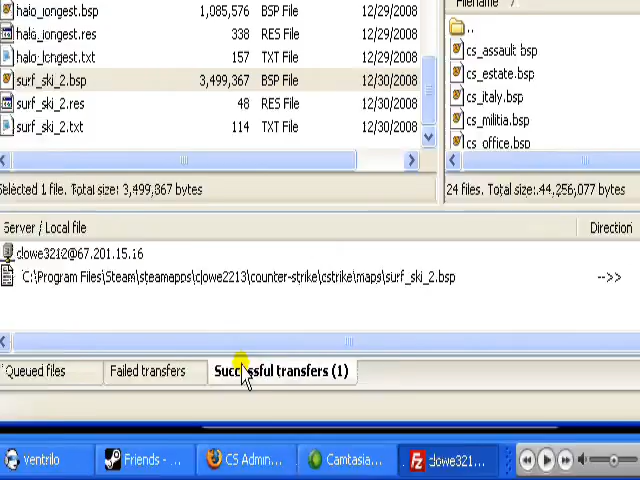 halo_longest.bsp 1,085,576 BSP File 12/29/2008
halo_longest.res 338 RES File 12/29/2008
halo_longest.txt 157 TXT File 12/29/2008
surf_ski_2.bsp 3,499,367 BSP File 12/30/2008
surf_ski_2.res 48 RES File 12/30/2008
surf_ski_2.txt 114 TXT File 12/30/2008
Selected 1 file. Total size: 3,499,367 bytes
Filename /
..
cs_assault.bsp
cs_estate.bsp
cs_italy.bsp
cs_militia.bsp
cs_office.bsp
24 files. Total size: 44,256,077 bytes
Server / Local file Direction
clowe3212@67.201.15.16
C:\Program Files\Steam\steamapps\clowe2213\counter-strike\cstrike\maps\surf_ski_2.bsp -->>
Queued files Failed transfers Successful transfers (1)
ventrilo Friends - ... CS Admin... Camtasia... clowe321...